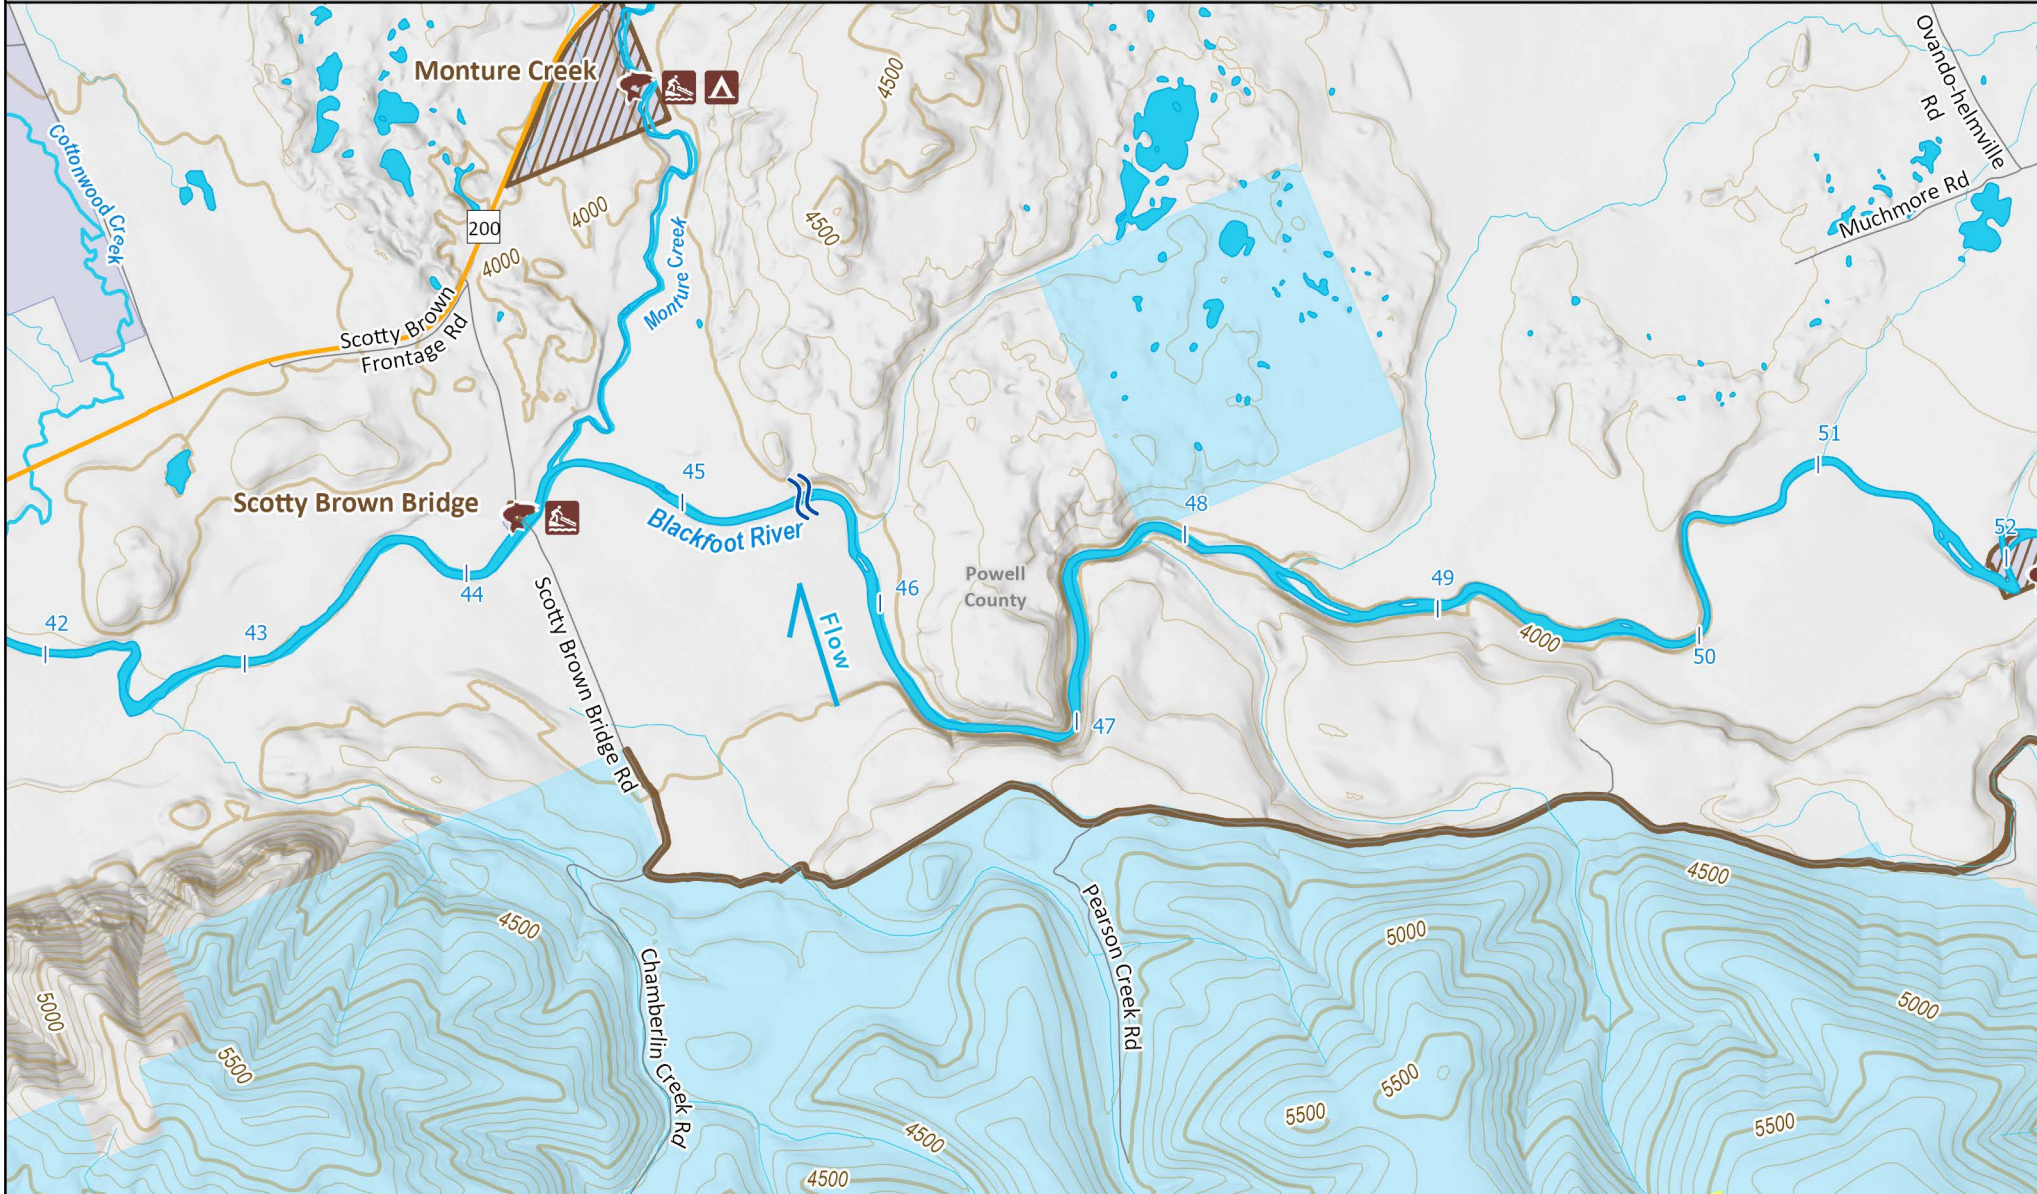 Monture Creek
4500
Ovando-helmville
Rd
Cottonwood Creek
Muchmore Rd
4000
4500
200
4000
Monture Creek
Scotty Brown
Frontage Rd
51
45
48
Scotty Brown Bridge
Blackfoot River
52
Powell
County
46
49
44
42
43
Flow
4000
50
Scotty Brown Bridge Rd
47
4500
4500
Pearson Creek Rd
5000
5000
5000
Chamberlin Creek Rd
5500
5500
5500
5500
4500
4500